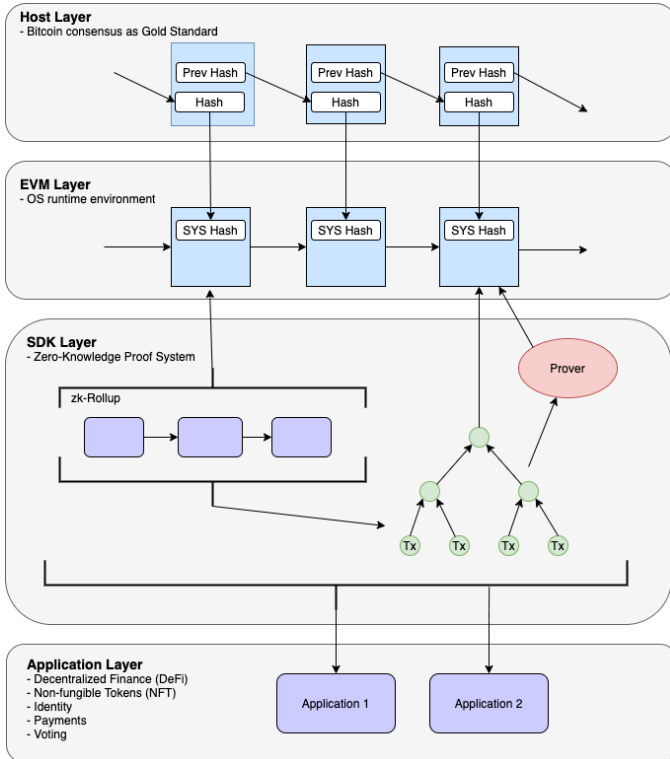 Host Layer
- Bitcoin consensus as Gold Standard
Prev Hash
Prev Hash
Prev Hash
Hash
Hash
Hash
EVM Layer
- OS runtime environment
SYS Hash
SYS Hash
SYS Hash
SDK Layer
- Zero-Knowledge Proof System
Prover
zk-Rollup
Tx
Tx
Tx
Tx
Application Layer
- Decentralized Finance (DeFi)
- Non-fungible Tokens (NFT)
- Identity
- Payments
- Voting
Application 1
Application 2